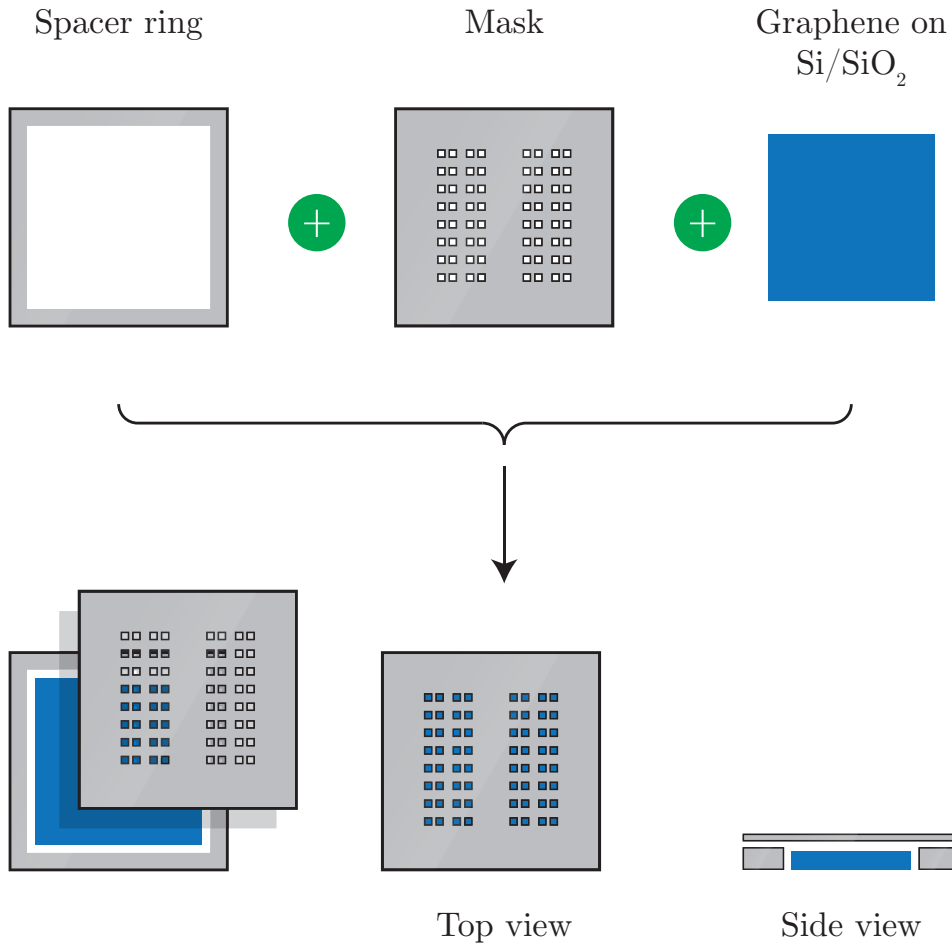 Spacer ring
Mask
Graphene on
Si/SiO₂
Top view
Side view